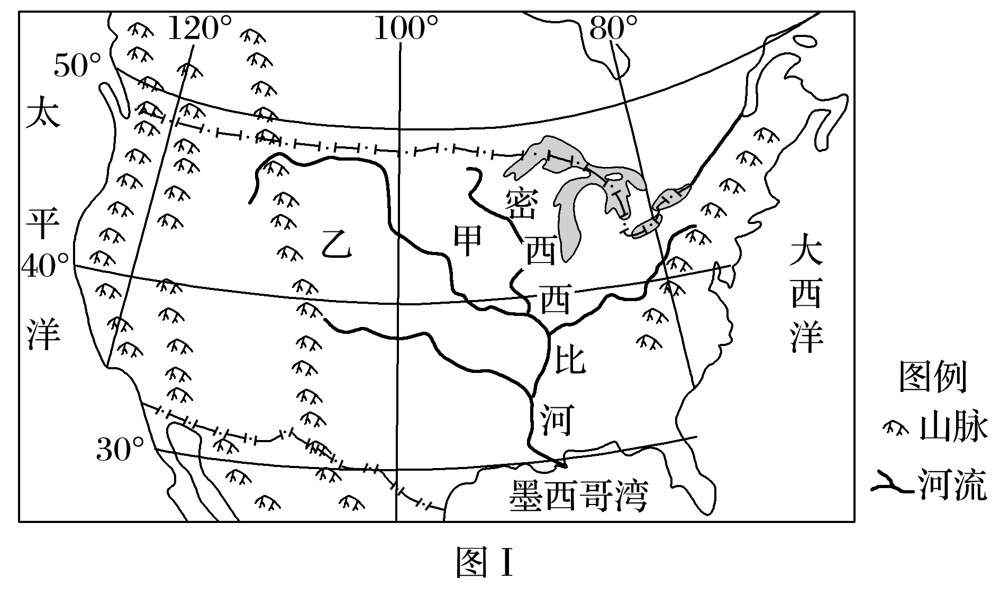 120°
100°
80°
50°
40°
30°
太平洋
乙
甲
密西西比河
大西洋
墨西哥湾
图例
山脉
河流
图 I